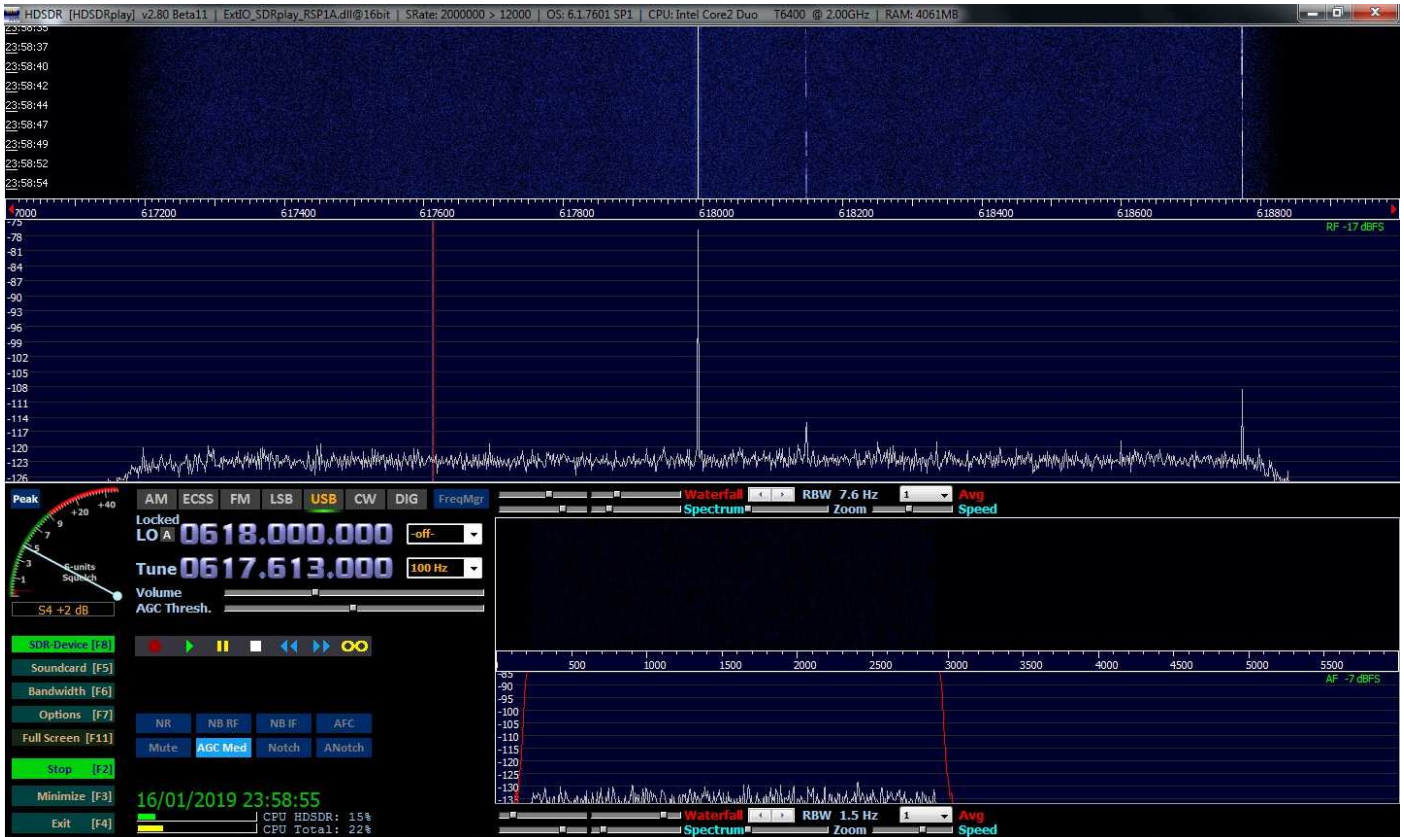 HDSDR [HDSDRplay] v2.80 Beta11 | ExtIO_SDRplay_RSP1A.dll@16bit | SRate: 2000000 > 12000 | OS: 6.1.7601 SP1 | CPU: Intel Core2 Duo T6400 @ 2.00GHz | RAM: 4061MB
23:58:35
23:58:37
23:58:40
23:58:42
23:58:44
23:58:47
23:58:49
23:58:52
23:58:54
7000 617200 617400 617600 617800 618000 618200 618400 618600 618800
-75 RF -17 dBFS
-78
-81
-84
-87
-90
-93
-96
-99
-102
-105
-108
-111
-114
-117
-120
-123
-126
Peak +20 +40
1 3 5 7 9
S-units
Squelch
S4 +2 dB
AM ECSS FM LSB USB CW DIG FreqMgr
Locked
LO A 0618.000.000 -off-
Tune 0617.613.000 100 Hz
Volume
AGC Thresh.
Waterfall RBW 7.6 Hz 1 Avg
Spectrum Zoom Speed
SDR-Device [F8]
Soundcard [F5]
Bandwidth [F6]
Options [F7]
Full Screen [F11]
Stop [F2]
Minimize [F3]
Exit [F4]
NR NB RF NB IF AFC
Mute AGC Med Notch ANotch
16/01/2019 23:58:55
CPU HDSDR: 15%
CPU Total: 22%
500 1000 1500 2000 2500 3000 3500 4000 4500 5000 5500
-85 AF -7 dBFS
-90
-95
-100
-105
-110
-115
-120
-125
-130
Waterfall RBW 1.5 Hz 1 Avg
Spectrum Zoom Speed